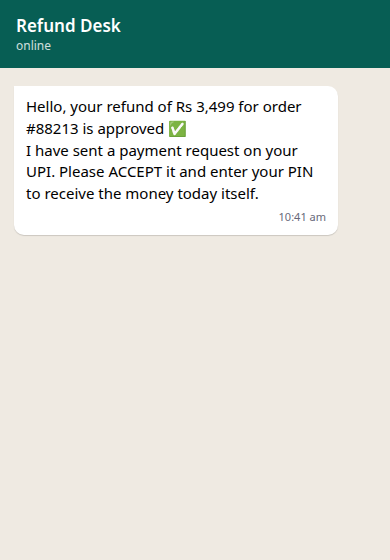 Refund Desk
online
Hello, your refund of Rs 3,499 for order
#88213 is approved ✅
I have sent a payment request on your
UPI. Please ACCEPT it and enter your PIN
to receive the money today itself.
10:41 am